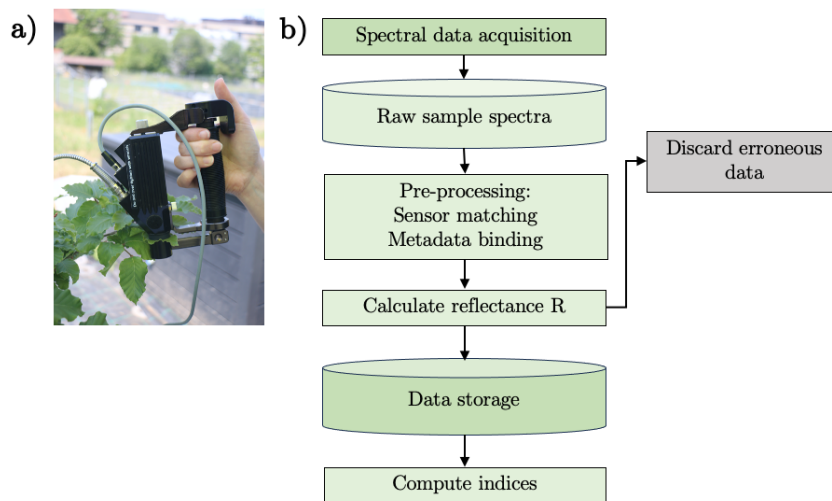 a)
b)
Spectral data acquisition
Raw sample spectra
Pre-processing:
Sensor matching
Metadata binding
Discard erroneous
data
Calculate reflectance R
Data storage
Compute indices